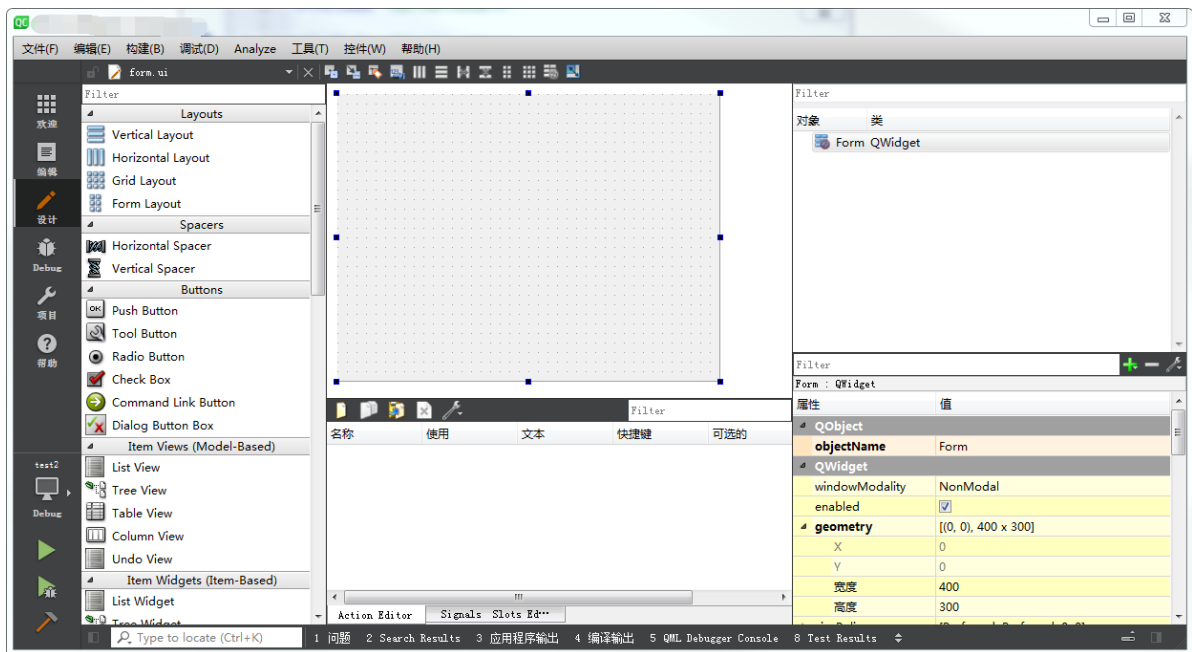 QC
文件(F) 编辑(E) 构建(B) 调试(D) Analyze 工具(T) 控件(W) 帮助(H)
form.ui
欢迎
编辑
设计
Debug
项目
帮助
test2
Debug
Filter
Layouts
Vertical Layout
Horizontal Layout
Grid Layout
Form Layout
Spacers
Horizontal Spacer
Vertical Spacer
Buttons
OK Push Button
Tool Button
Radio Button
Check Box
Command Link Button
Dialog Button Box
Item Views (Model-Based)
List View
Tree View
Table View
Column View
Undo View
Item Widgets (Item-Based)
List Widget
Tree Widget
Filter
名称 使用 文本 快捷键 可选的
Action Editor Signals Slots Ed…
Filter
对象 类
Form QWidget
Filter
Form : QWidget
属性 值
QObject
objectName Form
QWidget
windowModality NonModal
enabled
geometry [(0, 0), 400 x 300]
X 0
Y 0
宽度 400
高度 300
Type to locate (Ctrl+K) 1 问题 2 Search Results 3 应用程序输出 4 编译输出 5 QML Debugger Console 8 Test Results